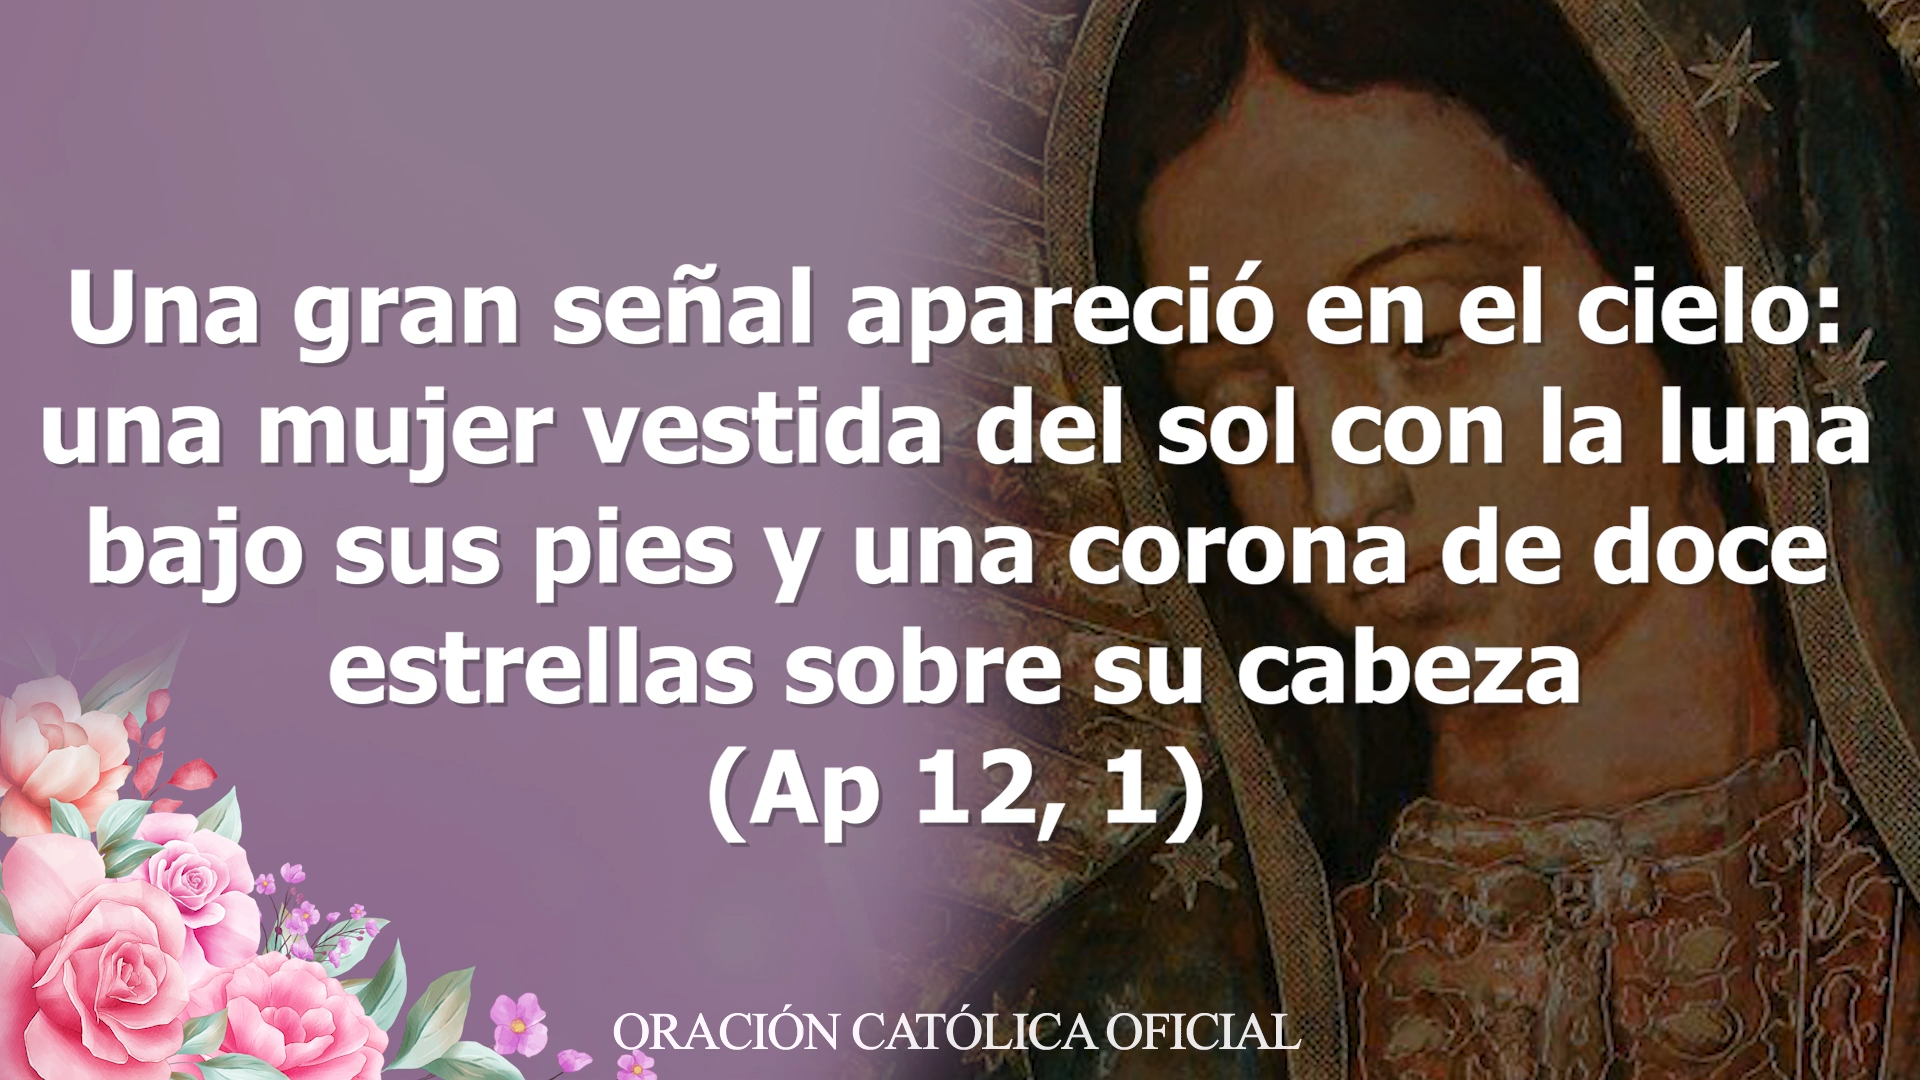 Una gran señal apareció en el cielo:
una mujer vestida del sol con la luna
bajo sus pies y una corona de doce
estrellas sobre su cabeza
(Ap 12, 1)
ORACIÓN CATÓLICA OFICIAL